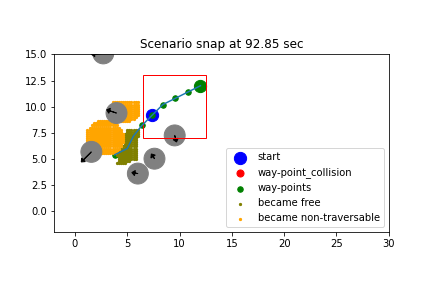 Scenario snap at 92.85 sec
15.0
12.5
10.0
7.5
5.0
2.5
0.0
0 5 10 15 20 25 30
start
way-point_collision
way-points
became free
became non-traversable